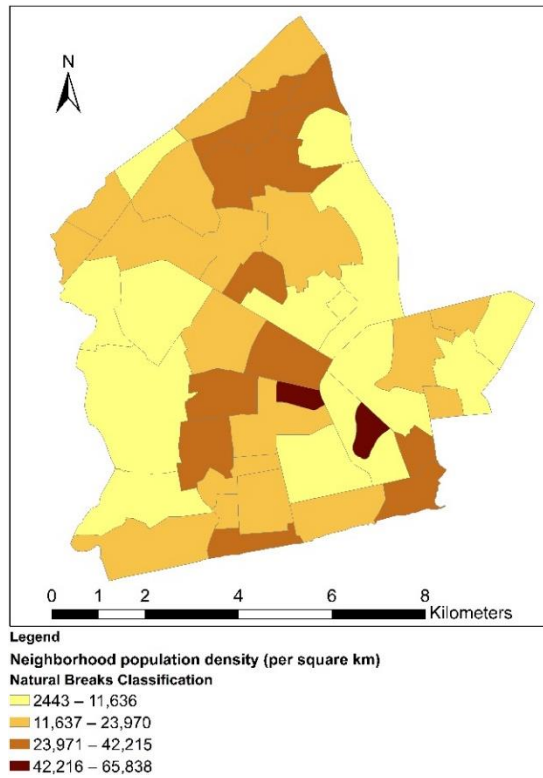 N
0 1 2 4 6 8
Kilometers
Legend
Neighborhood population density (per square km)
Natural Breaks Classification
2443 – 11,636
11,637 – 23,970
23,971 – 42,215
42,216 – 65,838